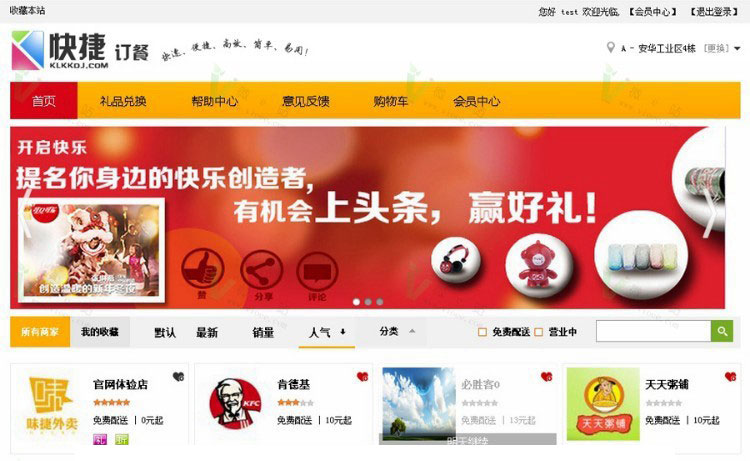 收藏本站
您好 test 欢迎光临,【会员中心】 【退出登录】
快捷 订餐
KLKKDJ.COM
快速、便捷、高效、简单、易用!
A - 安华工业区4栋 [更换]
首页 礼品兑换 帮助中心 意见反馈 购物车 会员中心
开启快乐
提名你身边的快乐创造者,
有机会上头条，赢好礼!
创造温暖的新年年夜
赞 分享 评论
所有商家 我的收藏 默认 最新 销量 人气 分类 免费配送 营业中
官网体验店 肯德基 必胜客0 天天粥铺
味捷外卖 KFC 天天粥铺
免费配送 | 0元起 免费配送 | 10元起 免费配送 | 13元起 免费配送 | 10元起
明天继续